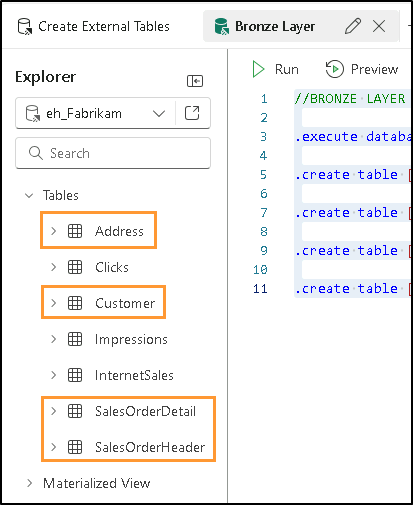 Create External Tables
Bronze Layer
Explorer
eh_Fabrikam
Search
Tables
Address
Clicks
Customer
Impressions
InternetSales
SalesOrderDetail
SalesOrderHeader
Materialized View
Run
Preview
1 //BRONZE LAYER
2
3 .execute databa
4
5 .create table [
6
7 .create table [
8
9 .create table [
10
11 .create table [